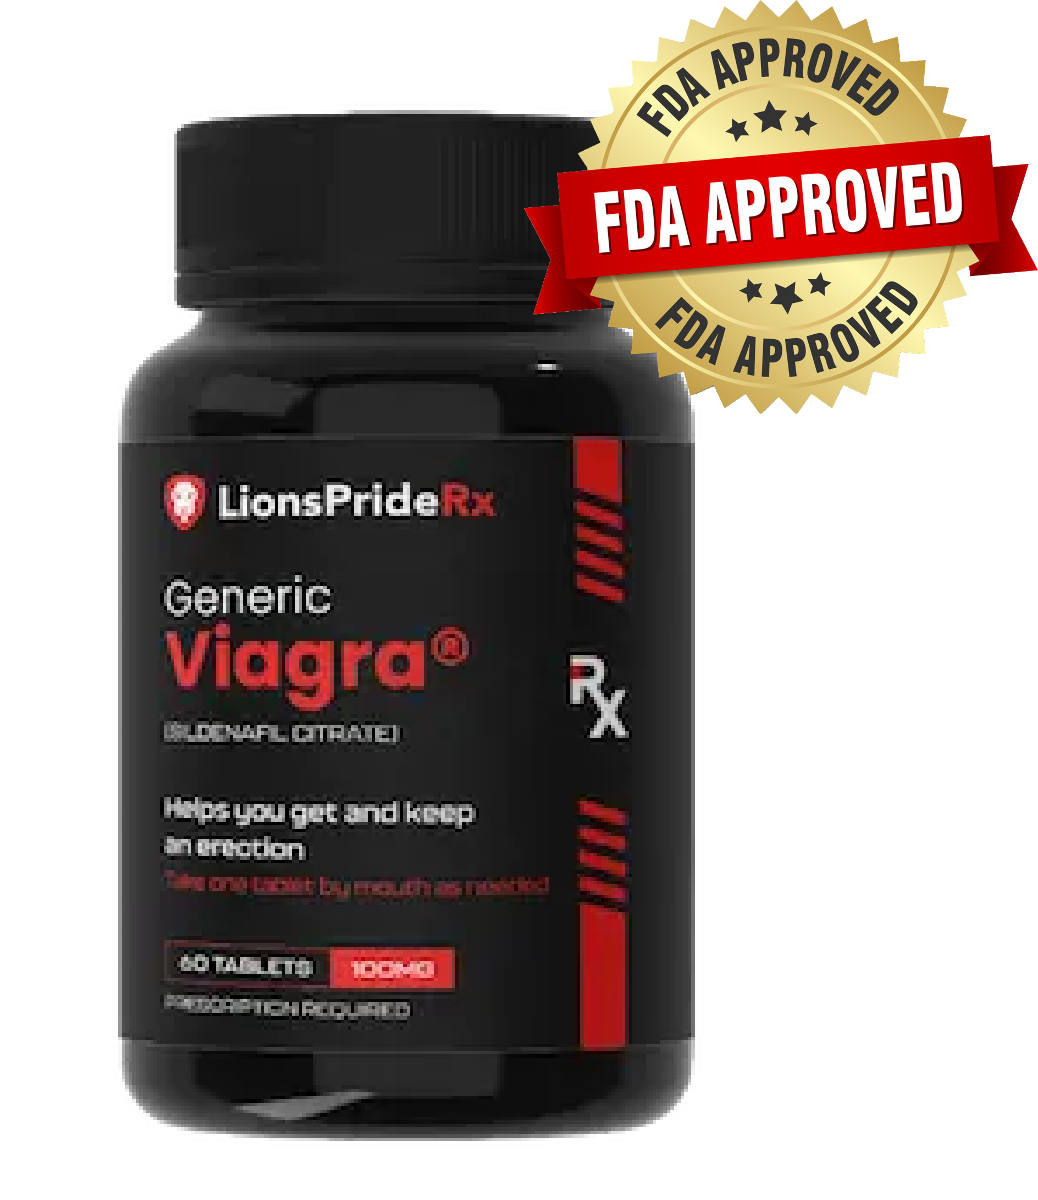 FDA APPROVED
FDA APPROVED
FDA APPROVED
LionsPrideRx
Generic
Viagra®
(SILDENAFIL CITRATE)
Helps you get and keep
an erection
Take one tablet by mouth as needed
60 TABLETS 100MG
PRESCRIPTION REQUIRED
Rx